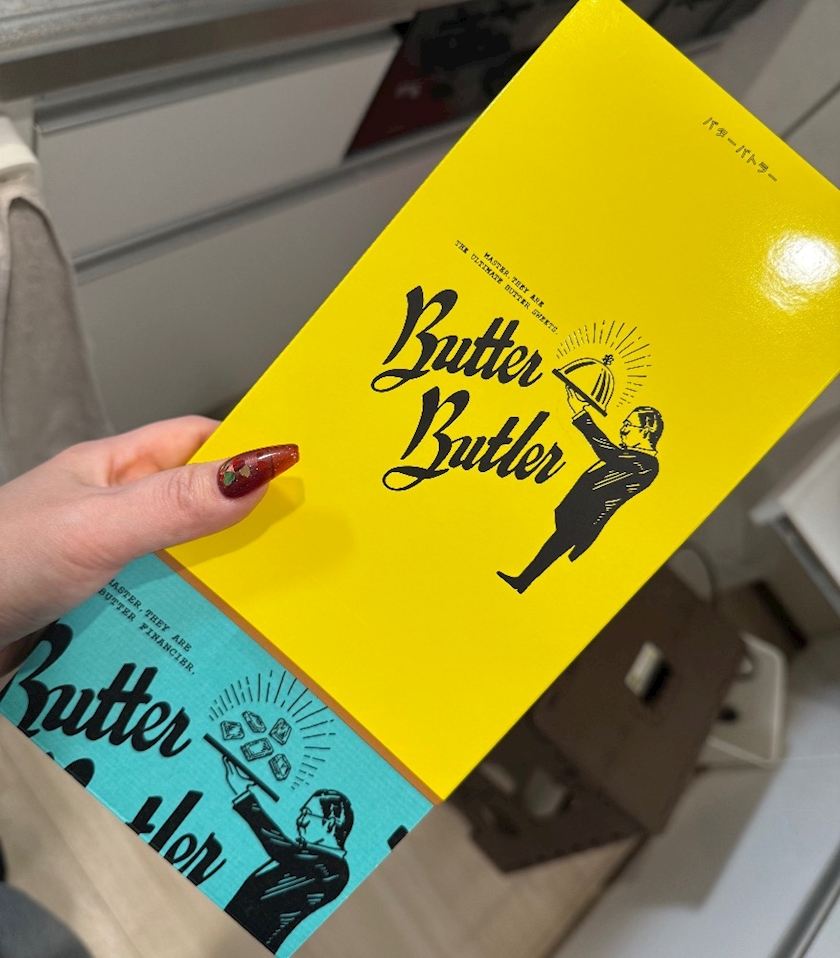 バターバトラー
MASTER, THEY ARE
THE ULTIMATE BUTTER SWEETS.
Butter
Butler
MASTER, THEY ARE
BUTTER FINANCIER.
Butter
Butler